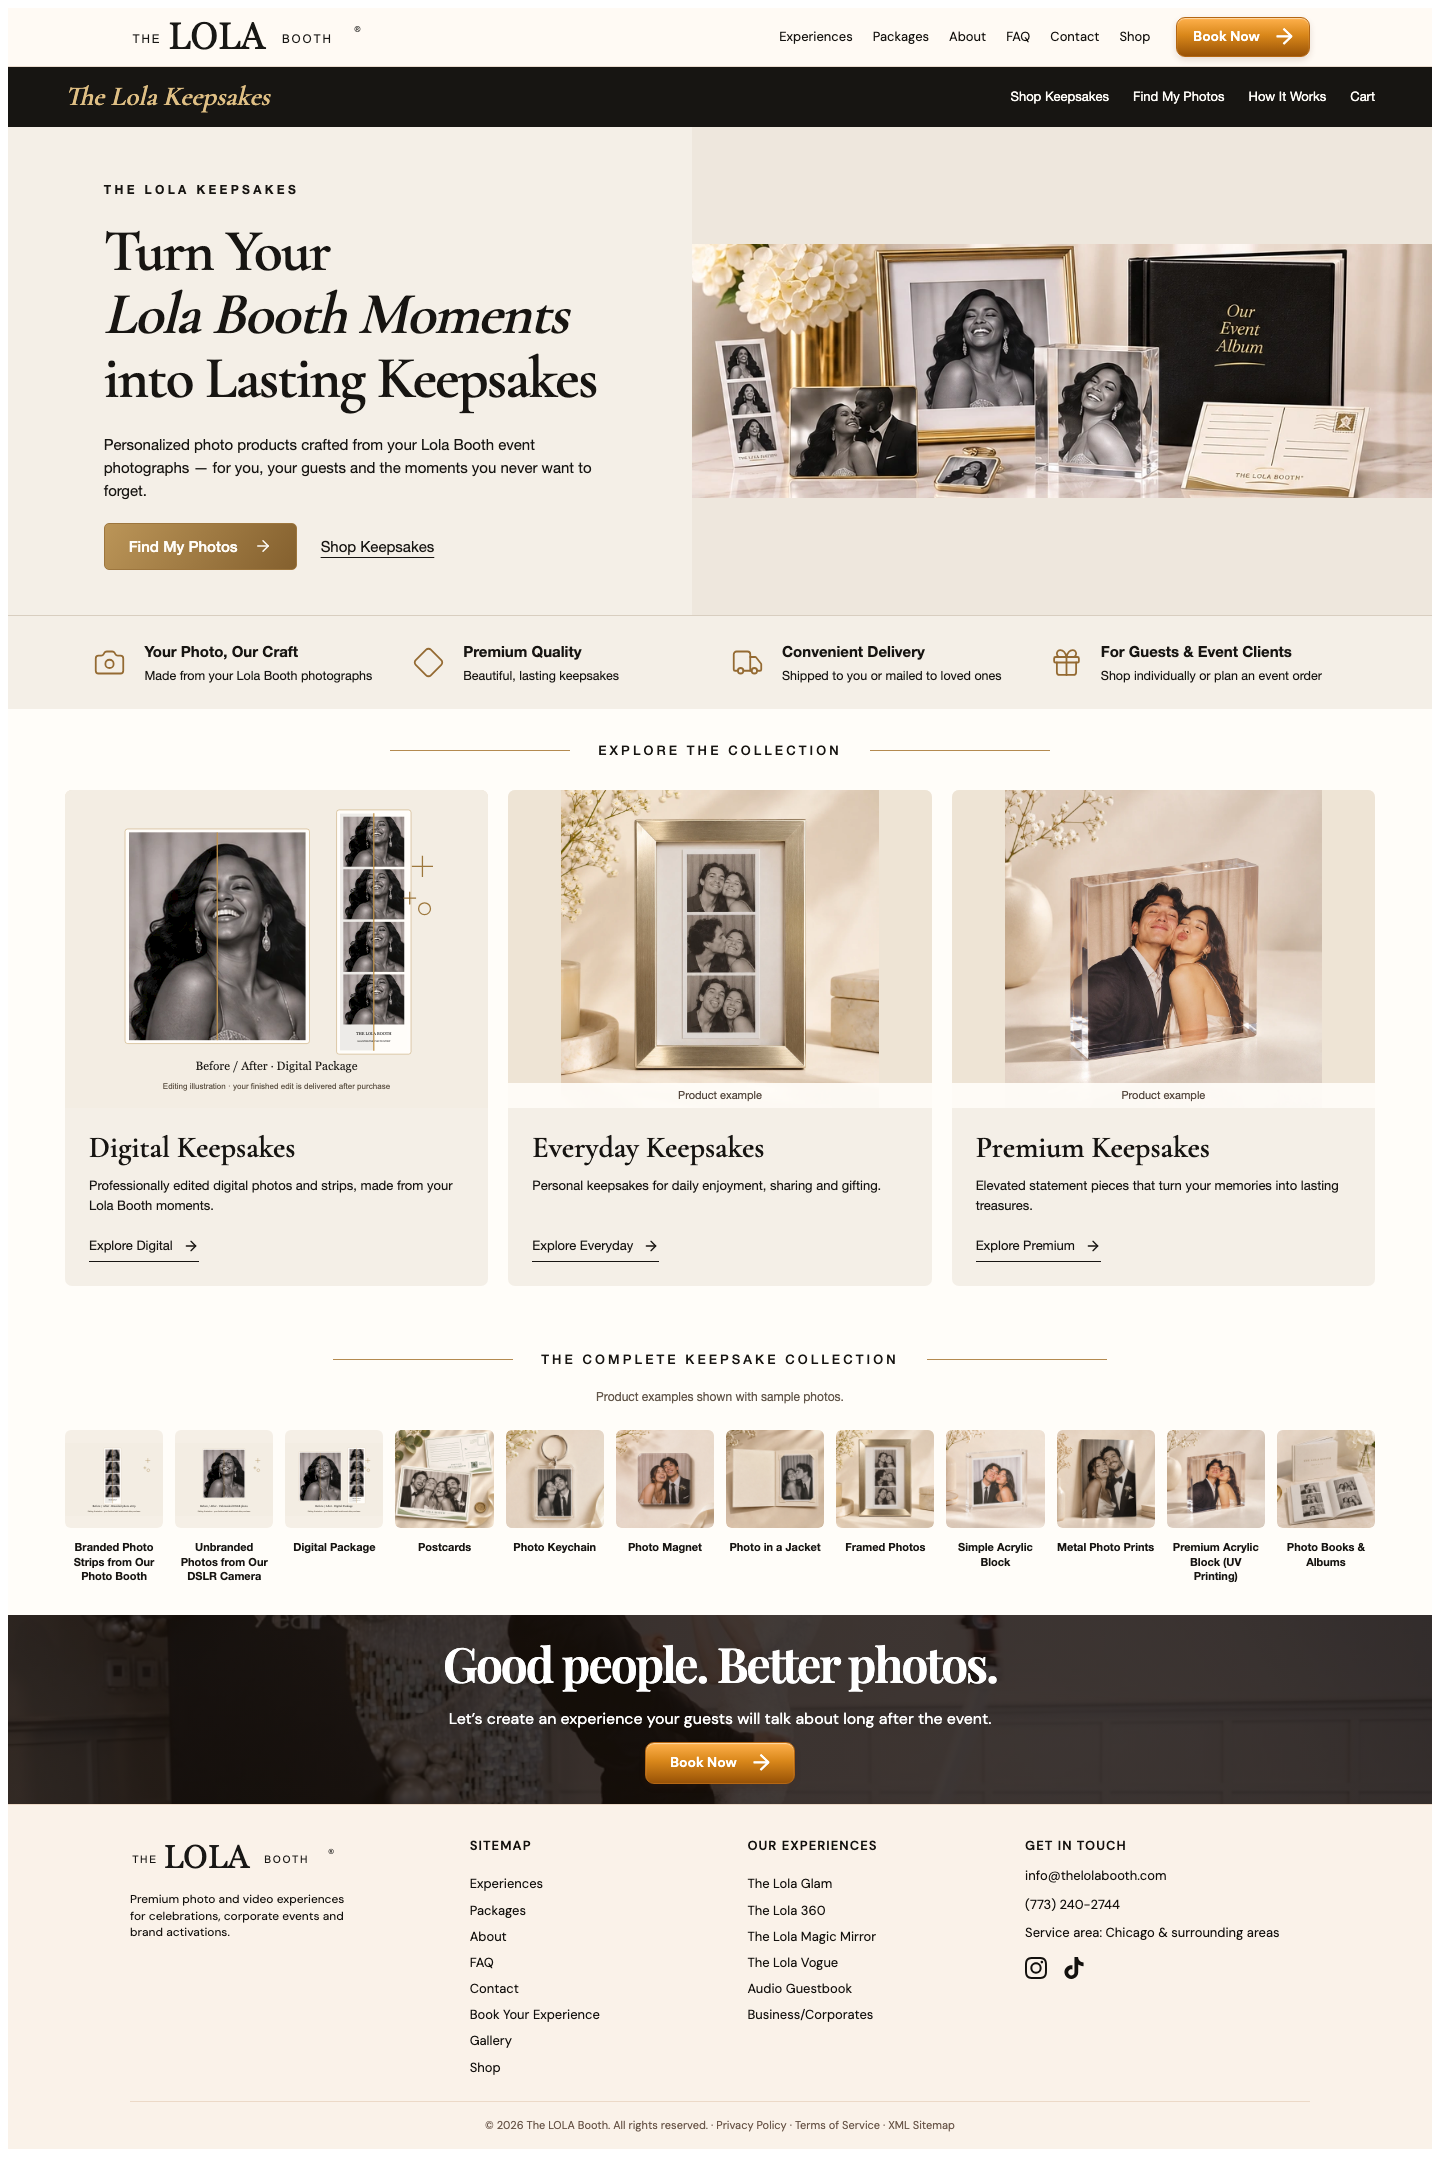 THE LOLA BOOTH ®
Experiences Packages About FAQ Contact Shop Book Now
The Lola Keepsakes
Shop Keepsakes Find My Photos How It Works Cart
THE LOLA KEEPSAKES
Turn Your
Lola Booth Moments
into Lasting Keepsakes
Personalized photo products crafted from your Lola Booth event
photographs — for you, your guests and the moments you never want to
forget.
Find My Photos
Shop Keepsakes
Our
Event
Album
THE LOLA BOOTH
Your Photo, Our Craft
Made from your Lola Booth photographs
Premium Quality
Beautiful, lasting keepsakes
Convenient Delivery
Shipped to you or mailed to loved ones
For Guests & Event Clients
Shop individually or plan an event order
EXPLORE THE COLLECTION
THE LOLA BOOTH
Before / After · Digital Package
Editing illustration · your finished edit is delivered after purchase
Digital Keepsakes
Professionally edited digital photos and strips, made from your
Lola Booth moments.
Explore Digital
Product example
Everyday Keepsakes
Personal keepsakes for daily enjoyment, sharing and gifting.
Explore Everyday
Product example
Premium Keepsakes
Elevated statement pieces that turn your memories into lasting
treasures.
Explore Premium
THE COMPLETE KEEPSAKE COLLECTION
Product examples shown with sample photos.
Branded Photo
Strips from Our
Photo Booth
Unbranded
Photos from Our
DSLR Camera
Digital Package
Postcards
Photo Keychain
Photo Magnet
Photo in a Jacket
Framed Photos
Simple Acrylic
Block
Metal Photo Prints
Premium Acrylic
Block (UV
Printing)
Photo Books &
Albums
Good people. Better photos.
Let’s create an experience your guests will talk about long after the event.
Book Now
THE LOLA BOOTH ®
Premium photo and video experiences
for celebrations, corporate events and
brand activations.
SITEMAP
Experiences
Packages
About
FAQ
Contact
Book Your Experience
Gallery
Shop
OUR EXPERIENCES
The Lola Glam
The Lola 360
The Lola Magic Mirror
The Lola Vogue
Audio Guestbook
Business/Corporates
GET IN TOUCH
info@thelolabooth.com
(773) 240-2744
Service area: Chicago & surrounding areas
© 2026 The LOLA Booth. All rights reserved. · Privacy Policy · Terms of Service · XML Sitemap